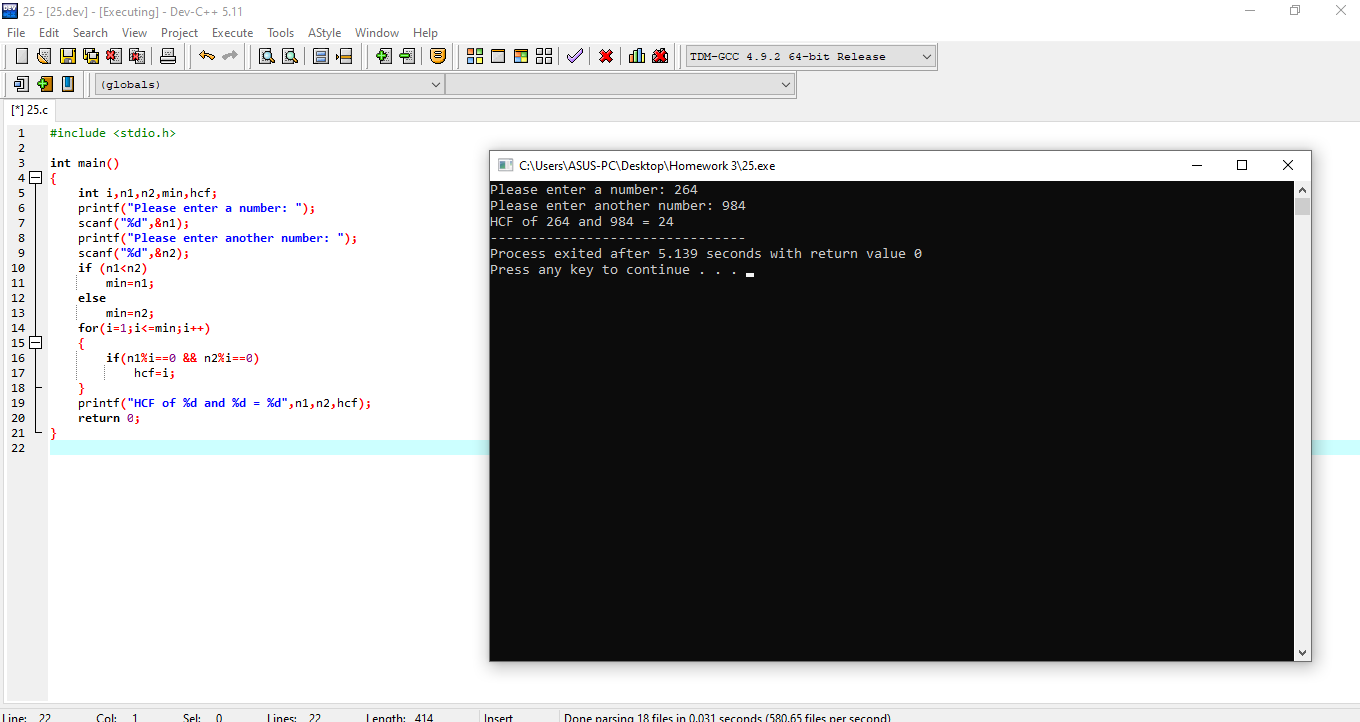 25 - [25.dev] - [Executing] - Dev-C++ 5.11
File Edit Search View Project Execute Tools AStyle Window Help
TDM-GCC 4.9.2 64-bit Release
(globals)
[*] 25.c
1 #include <stdio.h>
2
3 int main()
4 {
5 int i,n1,n2,min,hcf;
6 printf("Please enter a number: ");
7 scanf("%d",&n1);
8 printf("Please enter another number: ");
9 scanf("%d",&n2);
10 if (n1<n2)
11 min=n1;
12 else
13 min=n2;
14 for(i=1;i<=min;i++)
15 {
16 if(n1%i==0 && n2%i==0)
17 hcf=i;
18 }
19 printf("HCF of %d and %d = %d",n1,n2,hcf);
20 return 0;
21 }
22
C:\Users\ASUS-PC\Desktop\Homework 3\25.exe
Please enter a number: 264
Please enter another number: 984
HCF of 264 and 984 = 24
--------------------------------
Process exited after 5.139 seconds with return value 0
Press any key to continue . . .
Line: 22 Col: 1 Sel: 0 Lines: 22 Length: 414 Insert Done parsing 18 files in 0.031 seconds (580.65 files per second)